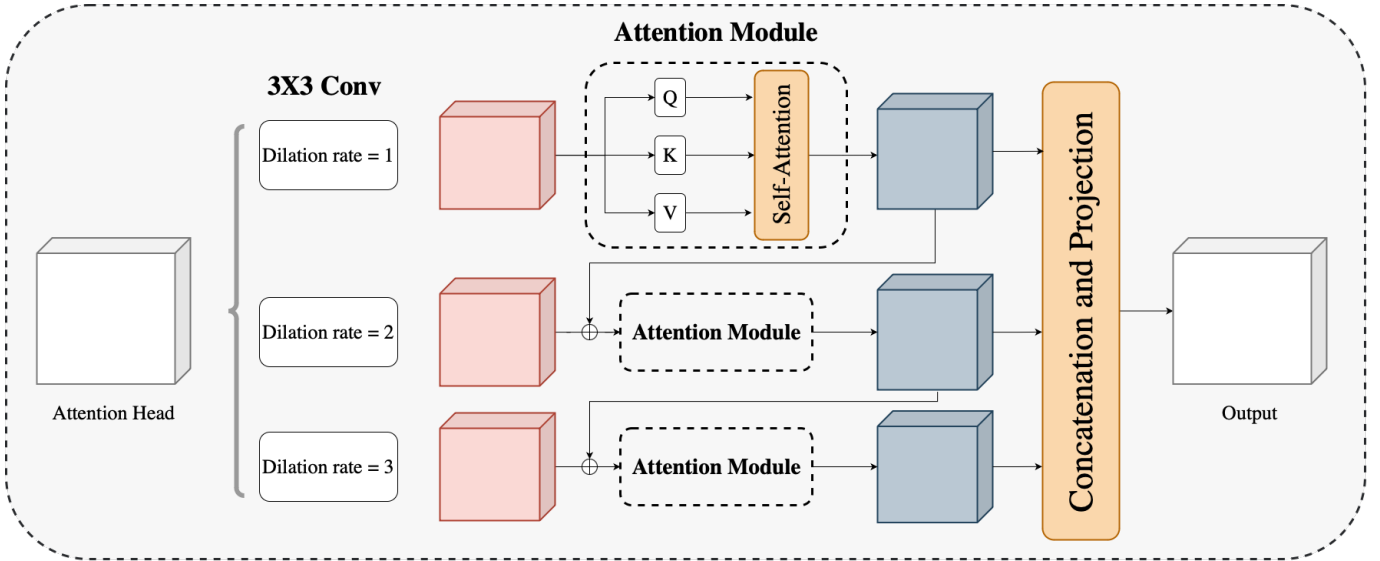 Attention Module
3X3 Conv
Dilation rate = 1
Q
K
V
Self-Attention
Dilation rate = 2
Attention Module
Dilation rate = 3
Attention Module
Concatenation and Projection
Attention Head
Output